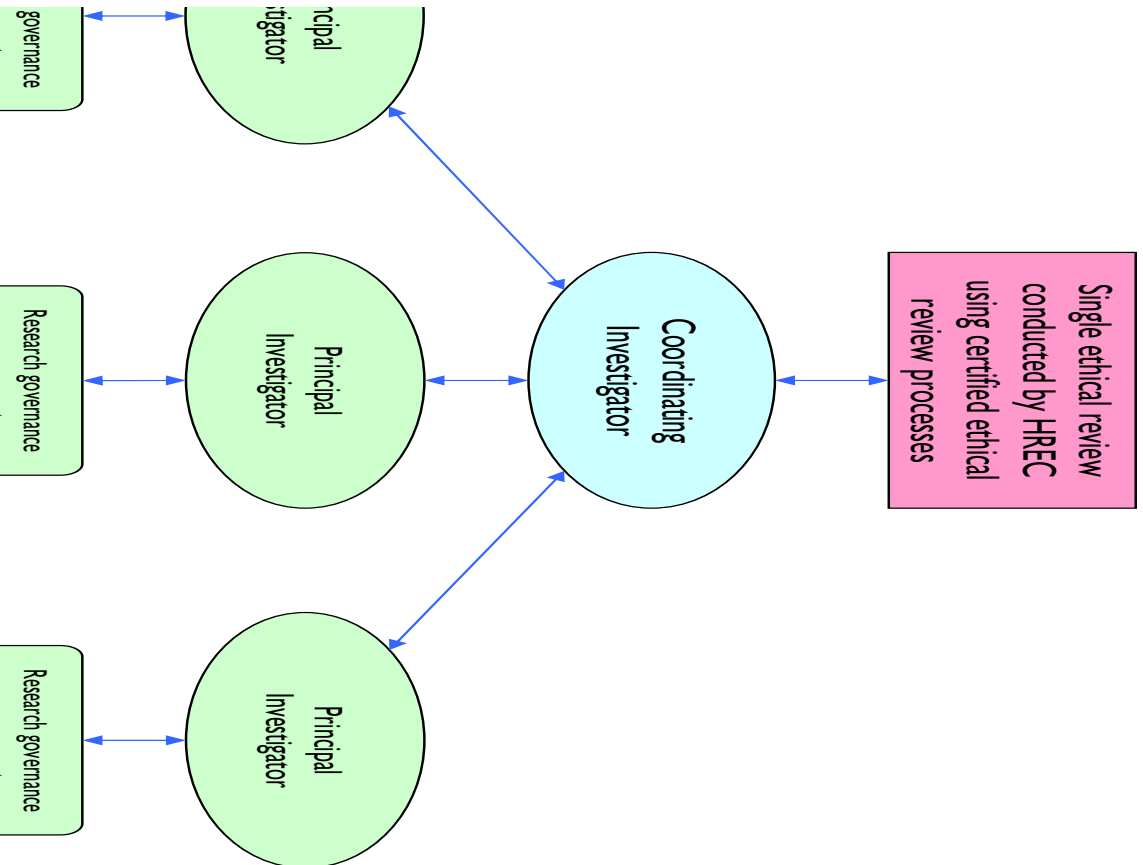 Single ethical review
conducted by HREC
using certified ethical
review processes
Coordinating
Investigator
Principal
Investigator
Principal
Investigator
Research governance
Research governance
governance